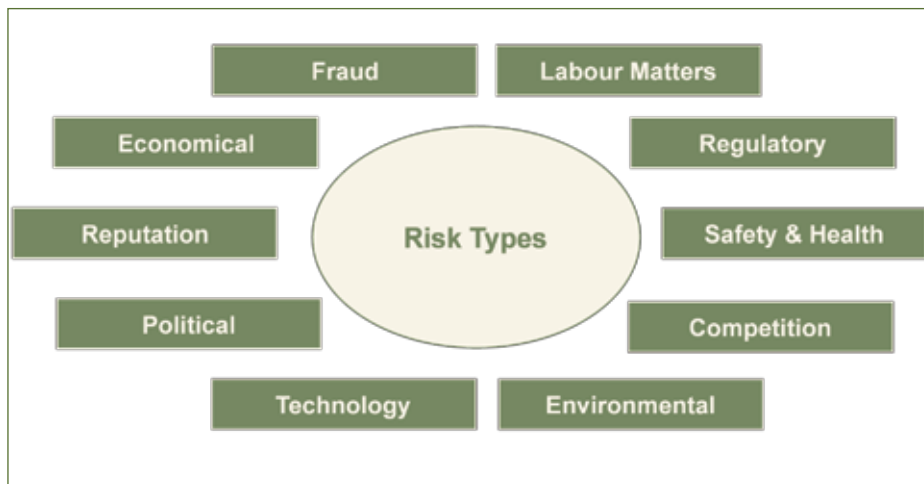 Fraud
Labour Matters
Economical
Regulatory
Reputation
Risk Types
Safety & Health
Political
Competition
Technology
Environmental